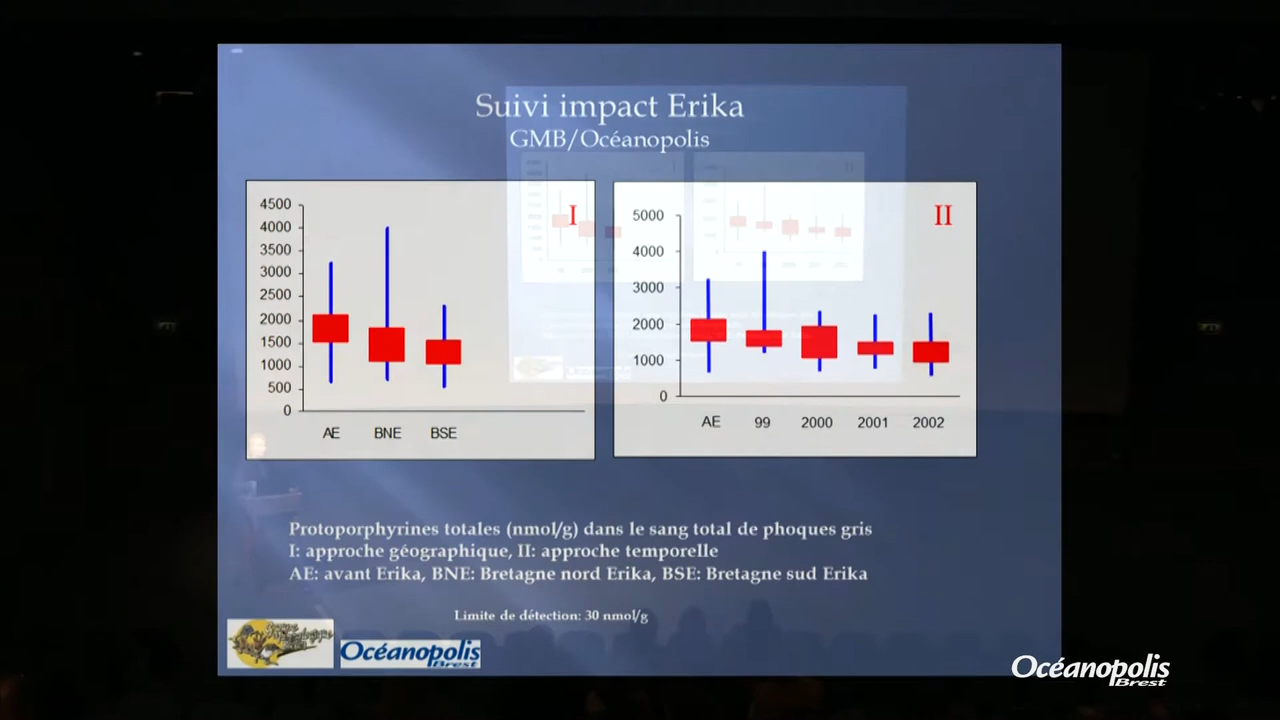 Suivi impact Erika
GMB/Océanopolis
I
4500
4000
3500
3000
2500
2000
1500
1000
500
0
AE BNE BSE
II
5000
4000
3000
2000
1000
0
AE 99 2000 2001 2002
Protoporphyrines totales (nmol/g) dans le sang total de phoques gris
I: approche géographique, II: approche temporelle
AE: avant Erika, BNE: Bretagne nord Erika, BSE: Bretagne sud Erika
Limite de détection: 30 nmol/g
Océanopolis
Brest
Océanopolis
Brest